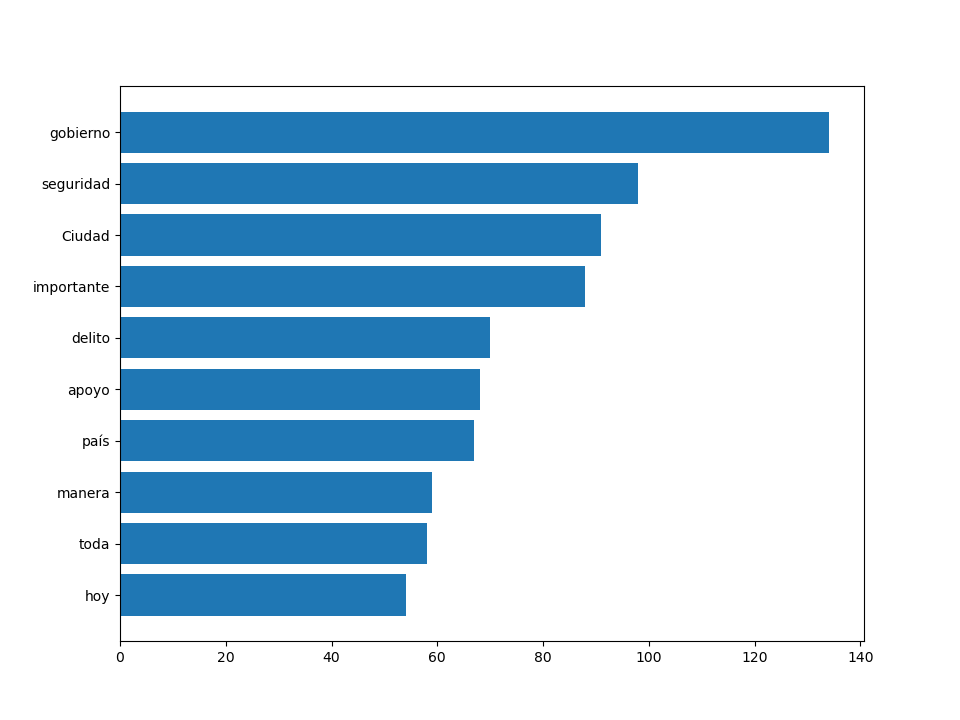 gobierno
seguridad
Ciudad
importante
delito
apoyo
país
manera
toda
hoy
0 20 40 60 80 100 120 140